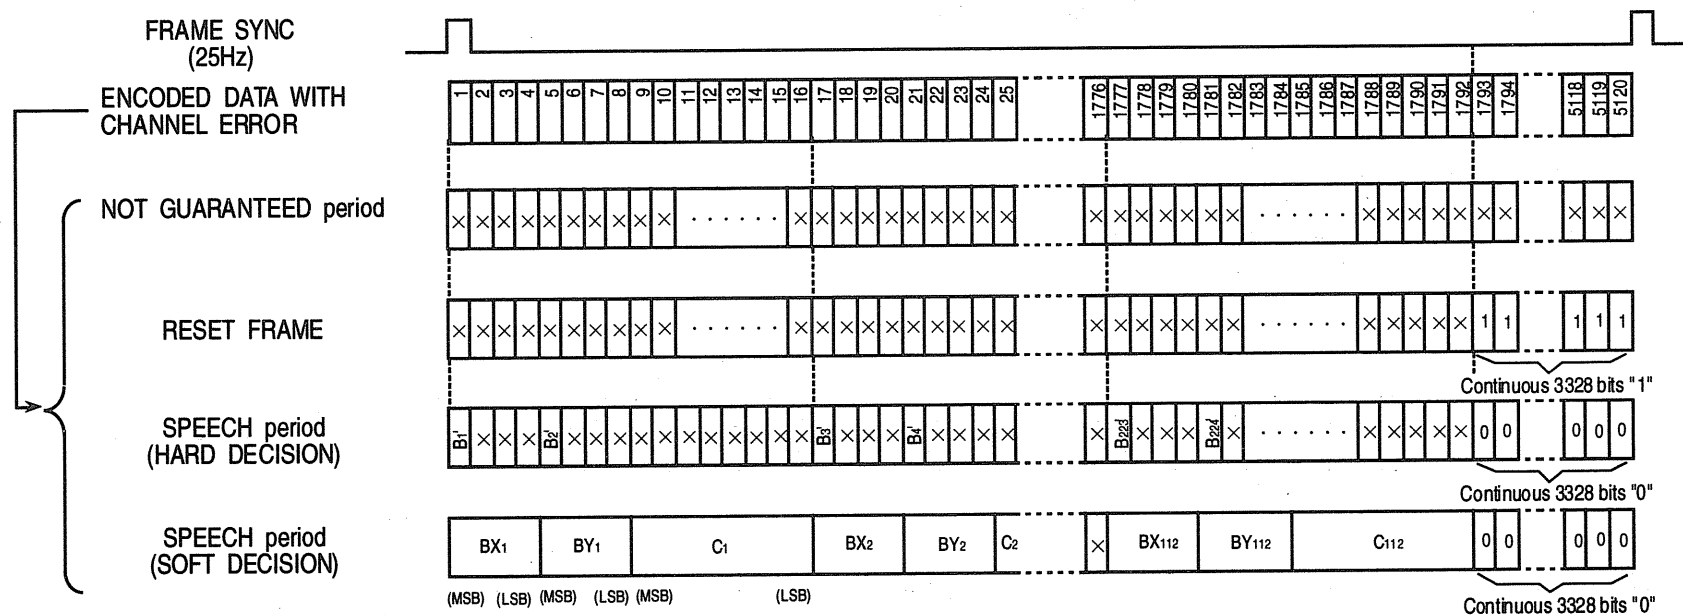 FRAME SYNC
(25Hz)
ENCODED DATA WITH
CHANNEL ERROR
1 2 3 4 5 6 7 8 9 10 11 12 13 14 15 16 17 18 19 20 21 22 23 24 25 1776 1777 1778 1779 1780 1781 1782 1783 1784 1785 1786 1787 1788 1789 1790 1791 1792 1793 1794 5118 5119 5120
NOT GUARANTEED period
× × × × × × × × × × · · · · · · × × × × × × × × × × × × × × × × × · · · · · · × × × × × × × × ×
RESET FRAME
× × × × × × × × × × · · · · · · × × × × × × × × × × × × × × × × × · · · · · · × × × × × 1 1 1 1 1
Continuous 3328 bits "1"
SPEECH period
(HARD DECISION)
B1' × × × B2' × × × × × × × × × × × B3' × × × B4' × × × × × B223' × × × B224' × · · · · · · × × × × × 0 0 0 0 0
Continuous 3328 bits "0"
SPEECH period
(SOFT DECISION)
BX1 BY1 C1 BX2 BY2 C2 × BX112 BY112 C112 0 0 0 0 0
(MSB) (LSB) (MSB) (LSB) (MSB) (LSB)
Continuous 3328 bits "0"